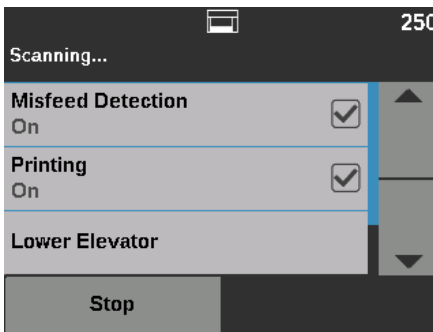 250
Scanning...
Misfeed Detection
On
Printing
On
Lower Elevator
Stop